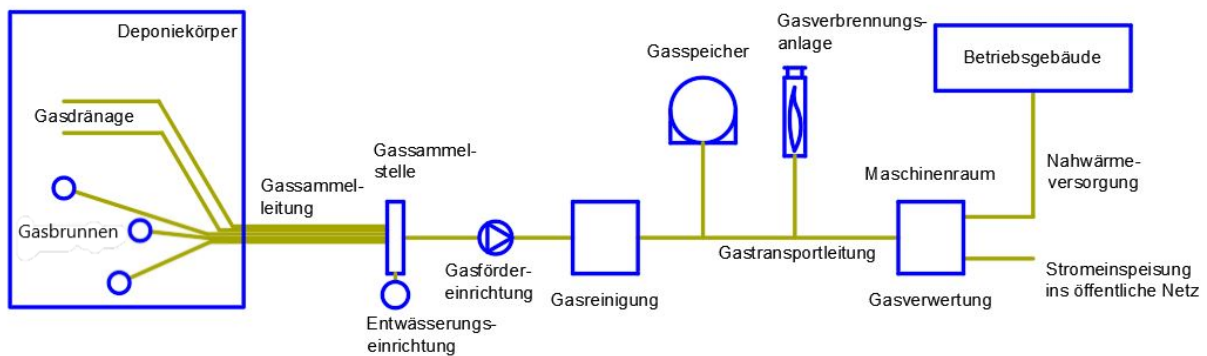 Deponiekörper
Gasdränage
Gasbrunnen
Gassammel-
leitung
Gassammel-
stelle
Entwässerungs-
einrichtung
Gasförder-
einrichtung
Gasreinigung
Gasspeicher
Gasverbrennungs-
anlage
Gastransportleitung
Maschinenraum
Gasverwertung
Betriebsgebäude
Nahwärme-
versorgung
Stromeinspeisung
ins öffentliche Netz